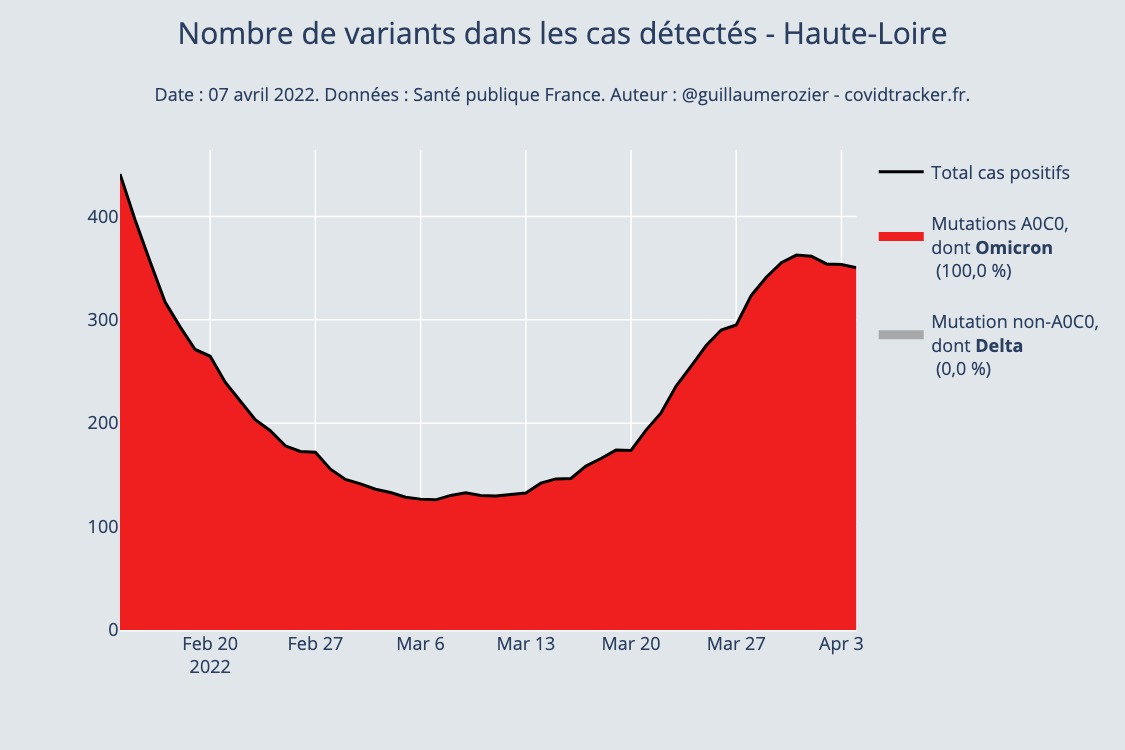 Nombre de variants dans les cas détectés - Haute-Loire
Date : 07 avril 2022. Données : Santé publique France. Auteur : @guillaumerozier - covidtracker.fr.
Total cas positifs
Mutations A0C0,
dont Omicron
(100,0 %)
Mutation non-A0C0,
dont Delta
(0,0 %)
400
300
200
100
0
Feb 20
2022
Feb 27
Mar 6
Mar 13
Mar 20
Mar 27
Apr 3